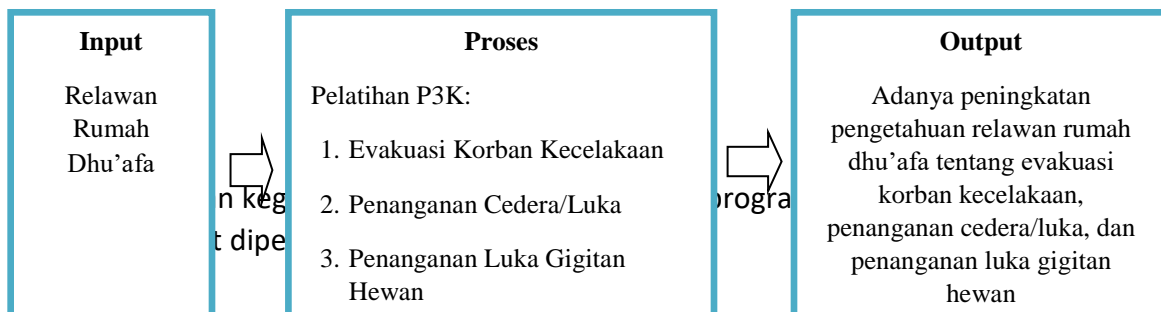 Input
Relawan
Rumah
Dhu’afa
Proses
Pelatihan P3K:
1. Evakuasi Korban Kecelakaan
2. Penanganan Cedera/Luka
3. Penanganan Luka Gigitan
Hewan
Output
Adanya peningkatan
pengetahuan relawan rumah
dhu’afa tentang evakuasi
korban kecelakaan,
penanganan cedera/luka, dan
penanganan luka gigitan
hewan